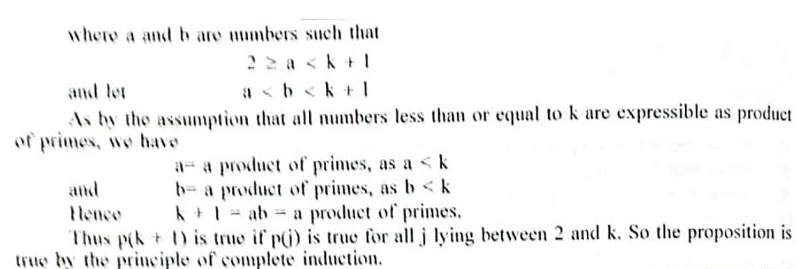 where a and b are numbers such that
2 ≥ a < k + 1
and let a < b < k + 1
As by the assumption that all numbers less than or equal to k are expressible as product
of primes, we have
a= a product of primes, as a < k
and b= a product of primes, as b < k
Hence k + 1 = ab = a product of primes.
Thus p(k + 1) is true if p(j) is true for all j lying between 2 and k. So the proposition is
true by the principle of complete induction.